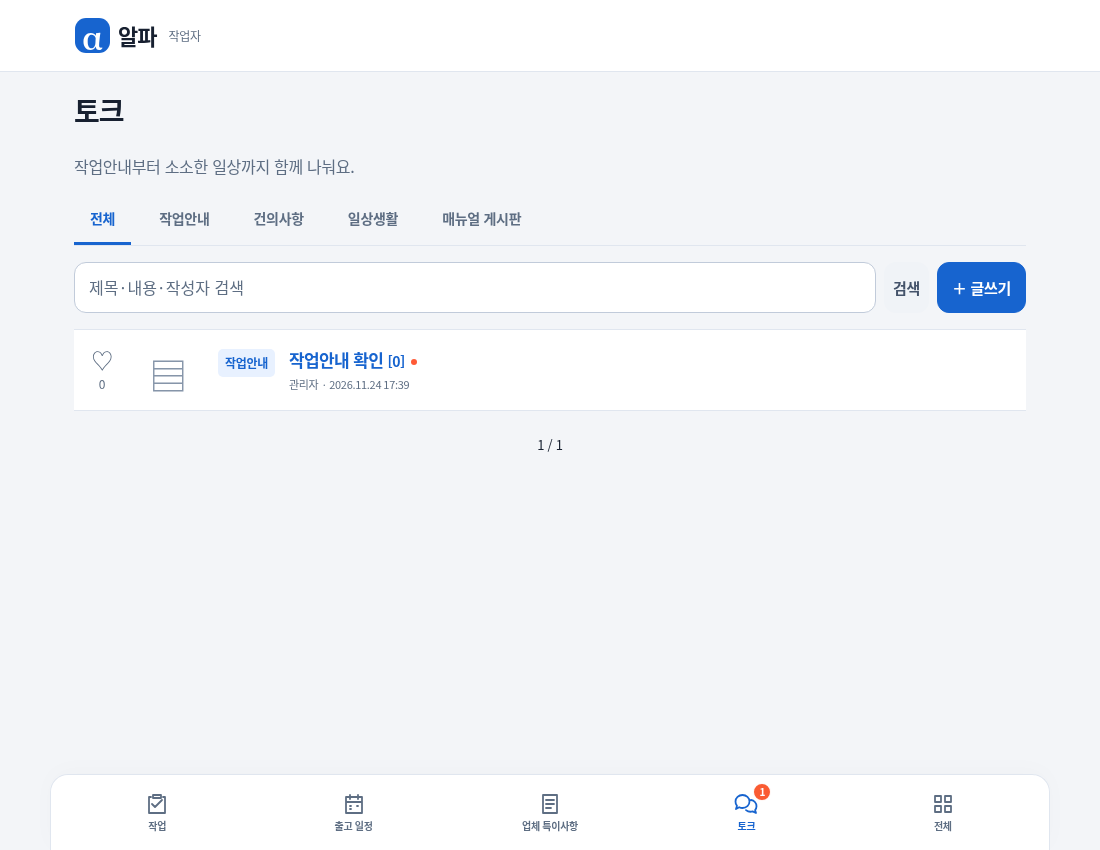 α 알파 작업자
토크
작업안내부터 소소한 일상까지 함께 나눠요.
전체 작업안내 건의사항 일상생활 매뉴얼 게시판
제목·내용·작성자 검색 검색 + 글쓰기
작업안내 작업안내 확인 [0]
0 관리자 · 2026.11.24 17:39
1 / 1
1
작업 출고 일정 업체 특이사항 토크 전체